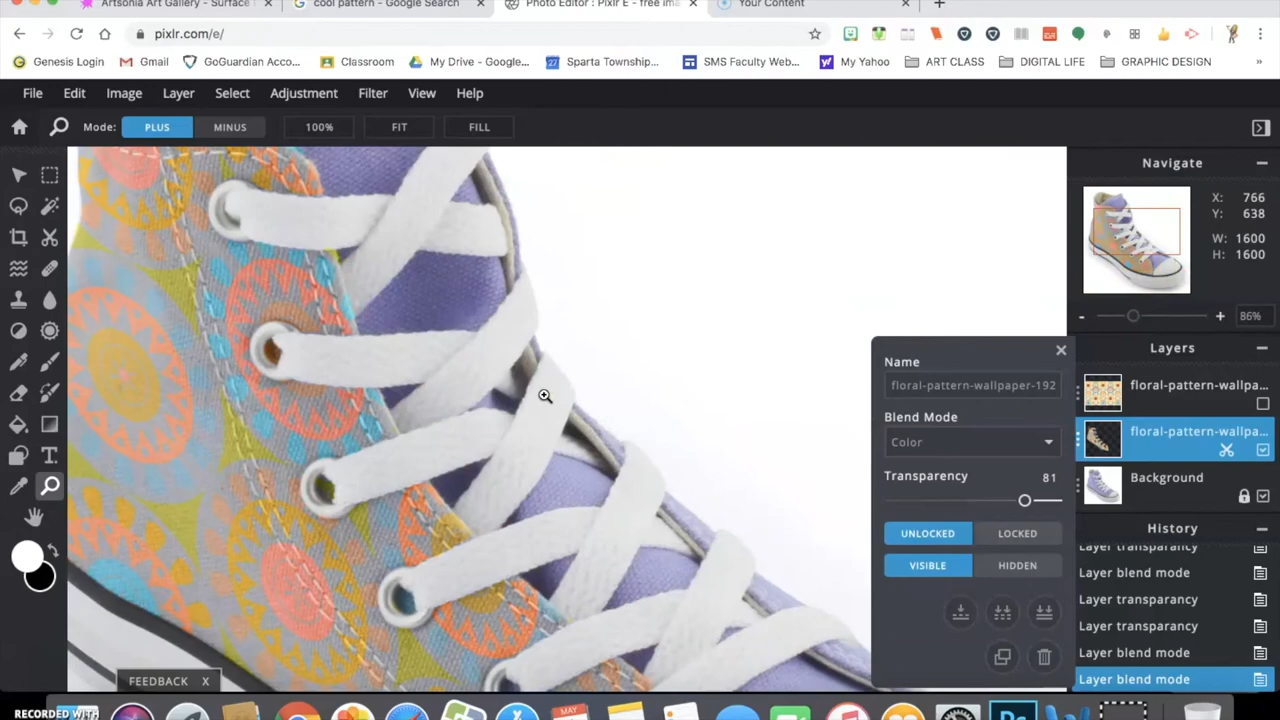 Artsonia Art Gallery - Surface
cool pattern - Google Search
Photo Editor : Pixlr E - free ima
Your Content
pixlr.com/e/
Genesis Login
Gmail
GoGuardian Acco...
Classroom
My Drive - Google...
Sparta Township...
SMS Faculty Web...
My Yahoo
ART CLASS
DIGITAL LIFE
GRAPHIC DESIGN
»
File
Edit
Image
Layer
Select
Adjustment
Filter
View
Help
Mode:
PLUS
MINUS
100%
FIT
FILL
Navigate
X: 766
Y: 638
W: 1600
H: 1600
- + 86%
Layers
floral-pattern-wallpa...
floral-pattern-wallpa...
Background
Name
floral-pattern-wallpaper-192
Blend Mode
Color
Transparency 81
UNLOCKED LOCKED
VISIBLE HIDDEN
History
Layer transparency
Layer blend mode
Layer transparency
Layer transparency
Layer blend mode
Layer blend mode
FEEDBACK X
RECORDED WITH
MAY
Ps